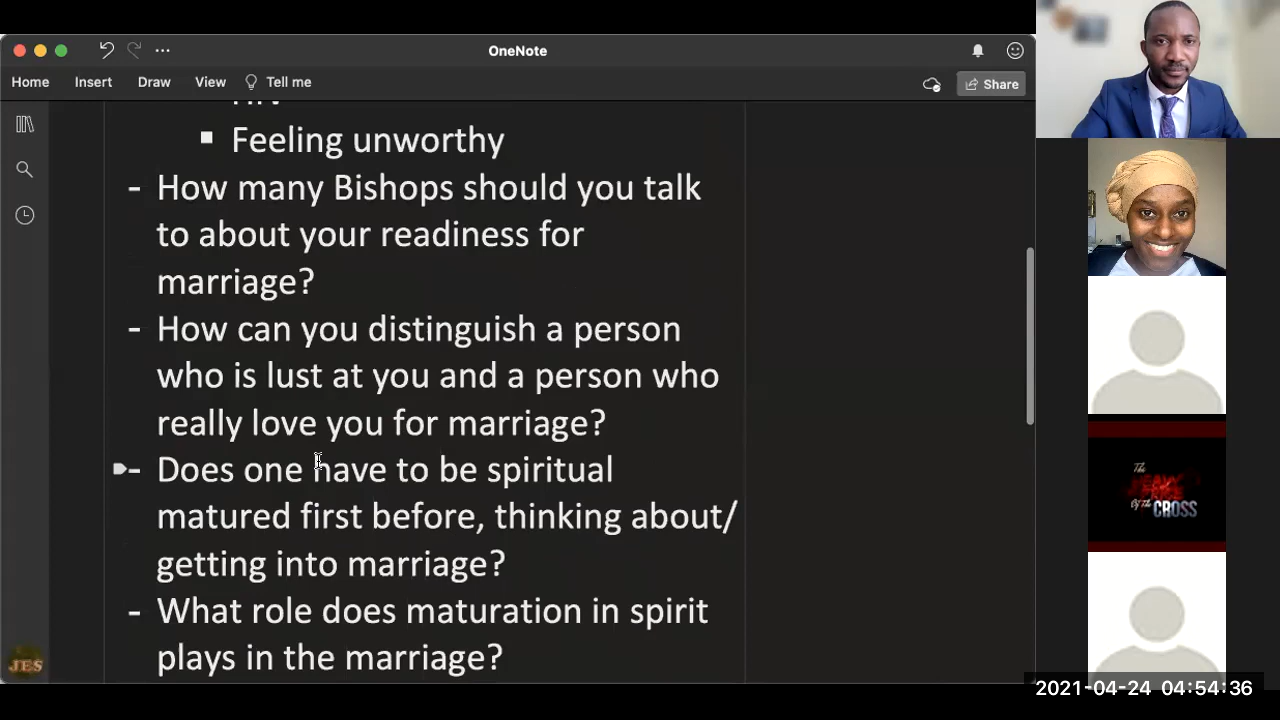 OneNote
Home Insert Draw View Tell me Share
Feeling unworthy
- How many Bishops should you talk
to about your readiness for
marriage?
- How can you distinguish a person
who is lust at you and a person who
really love you for marriage?
- Does one have to be spiritual
matured first before, thinking about/
getting into marriage?
- What role does maturation in spirit
plays in the marriage?
JES
The
Of The CROSS
2021-04-24 04:54:36